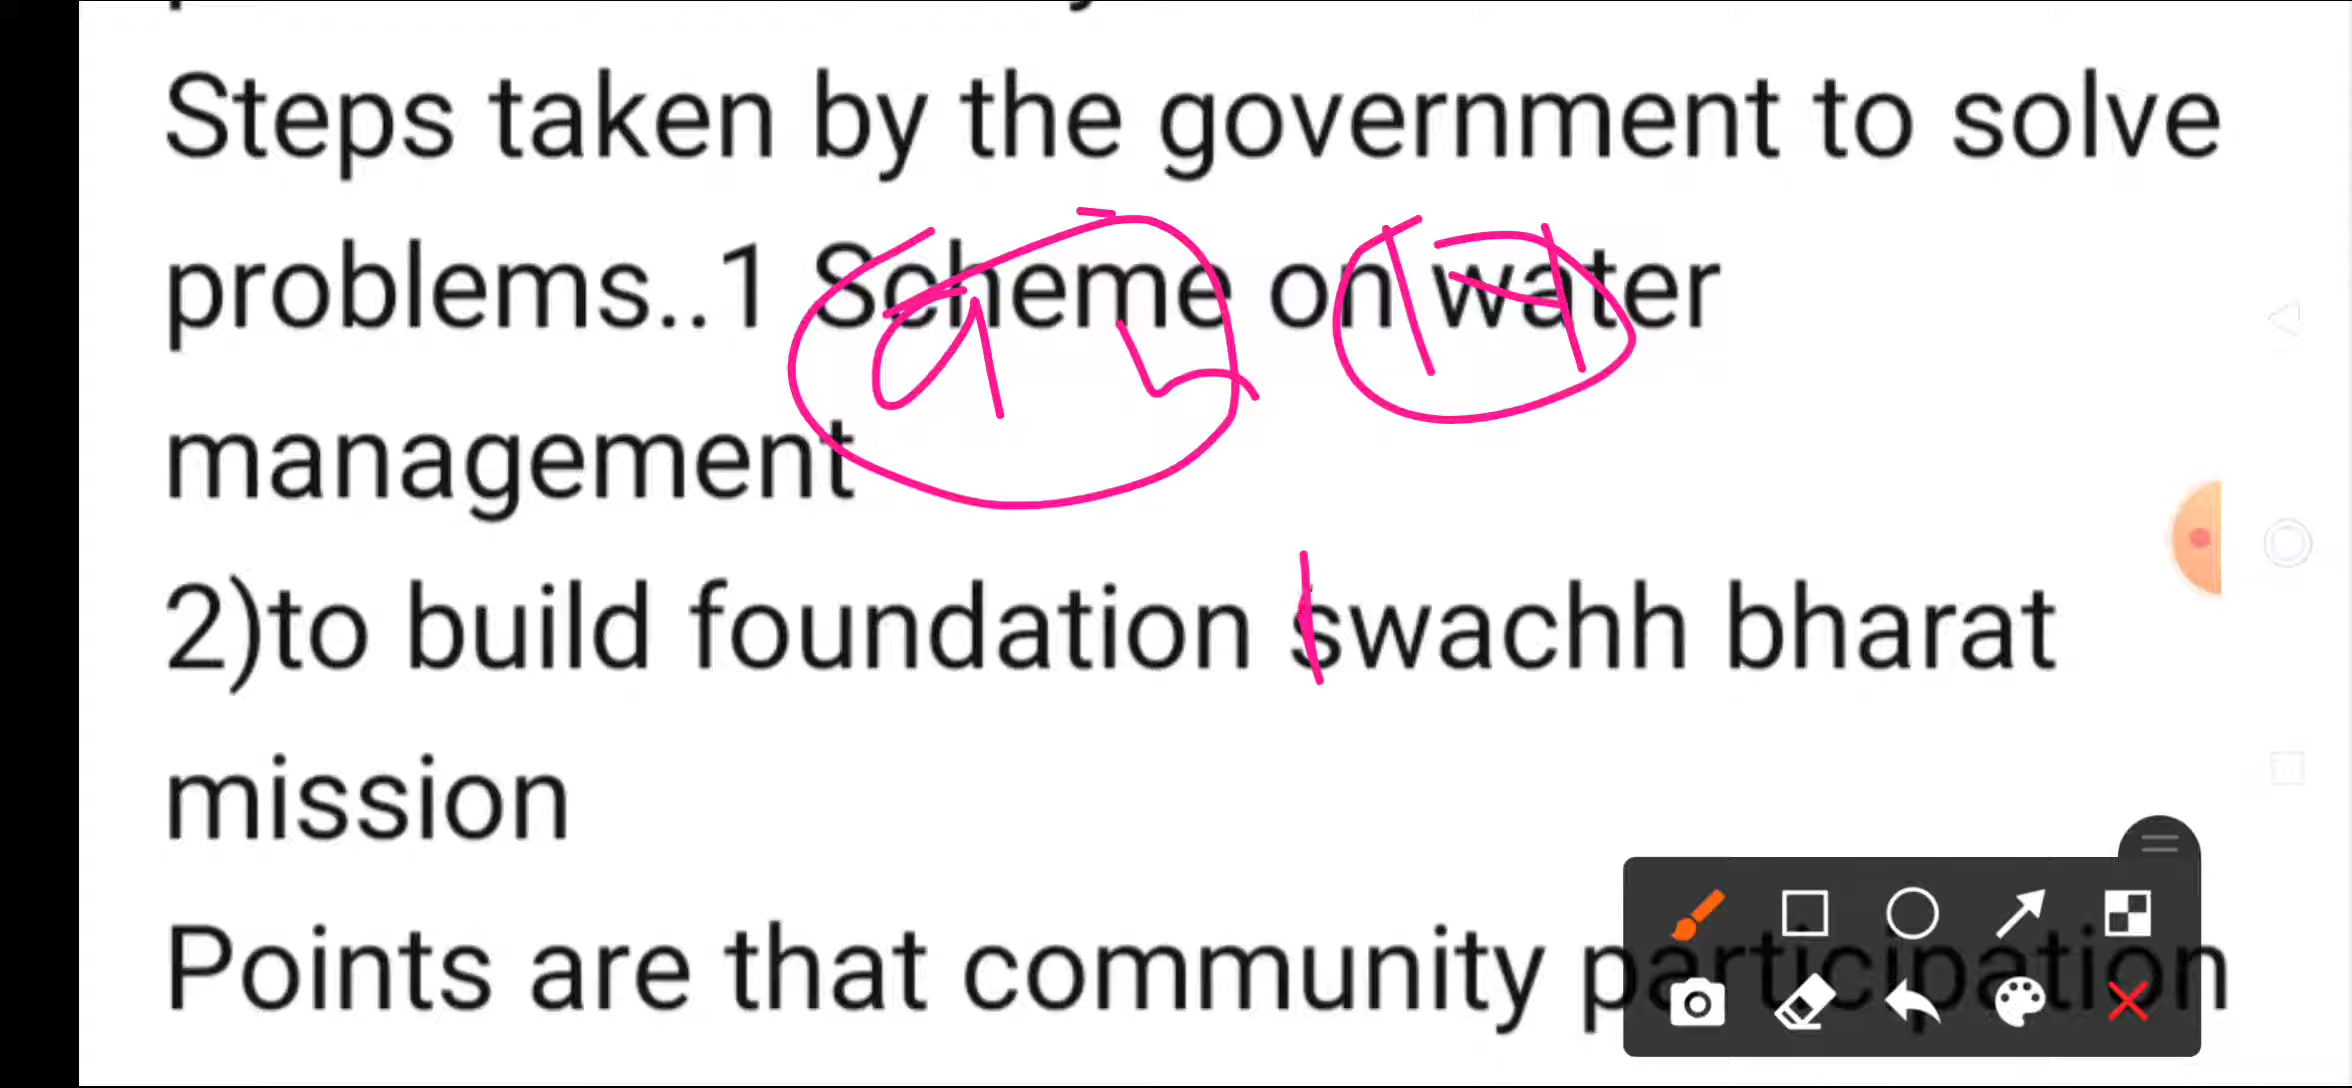 Steps taken by the government to solve
problems..1 Scheme on water
management
2)to build foundation swachh bharat
mission
Points are that community participation